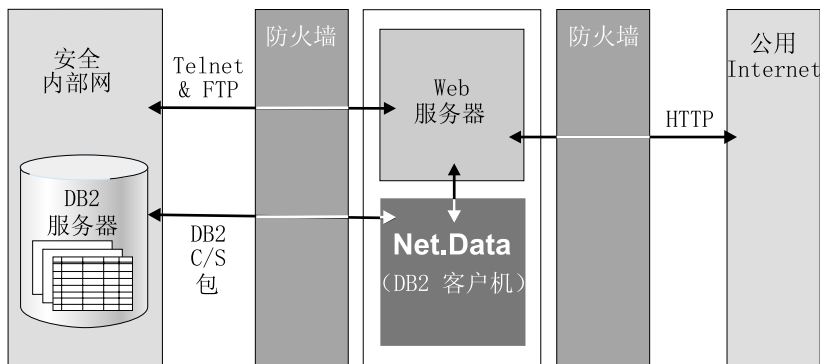 安全
内部网
Telnet
& FTP
防火墙
Web
服务器
防火墙
公用
Internet
HTTP
DB2
服务器
DB2
C/S
包
Net.Data
(DB2 客户机)